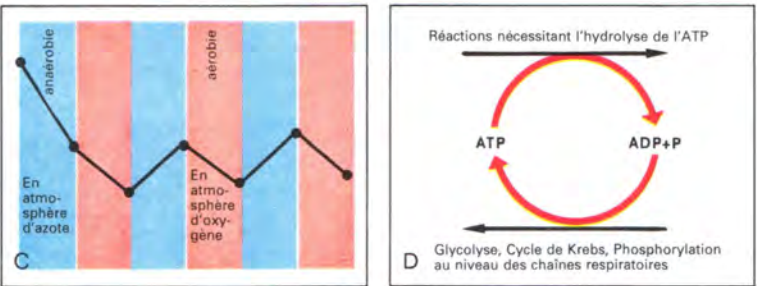 anaérobie
aérobie
En
atmo-
sphère
d'azote
En
atmo-
sphère
d'oxy-
gène
C
Réactions nécessitant l'hydrolyse de l'ATP
ATP
ADP+P
Glycolyse, Cycle de Krebs, Phosphorylation
au niveau des chaînes respiratoires
D